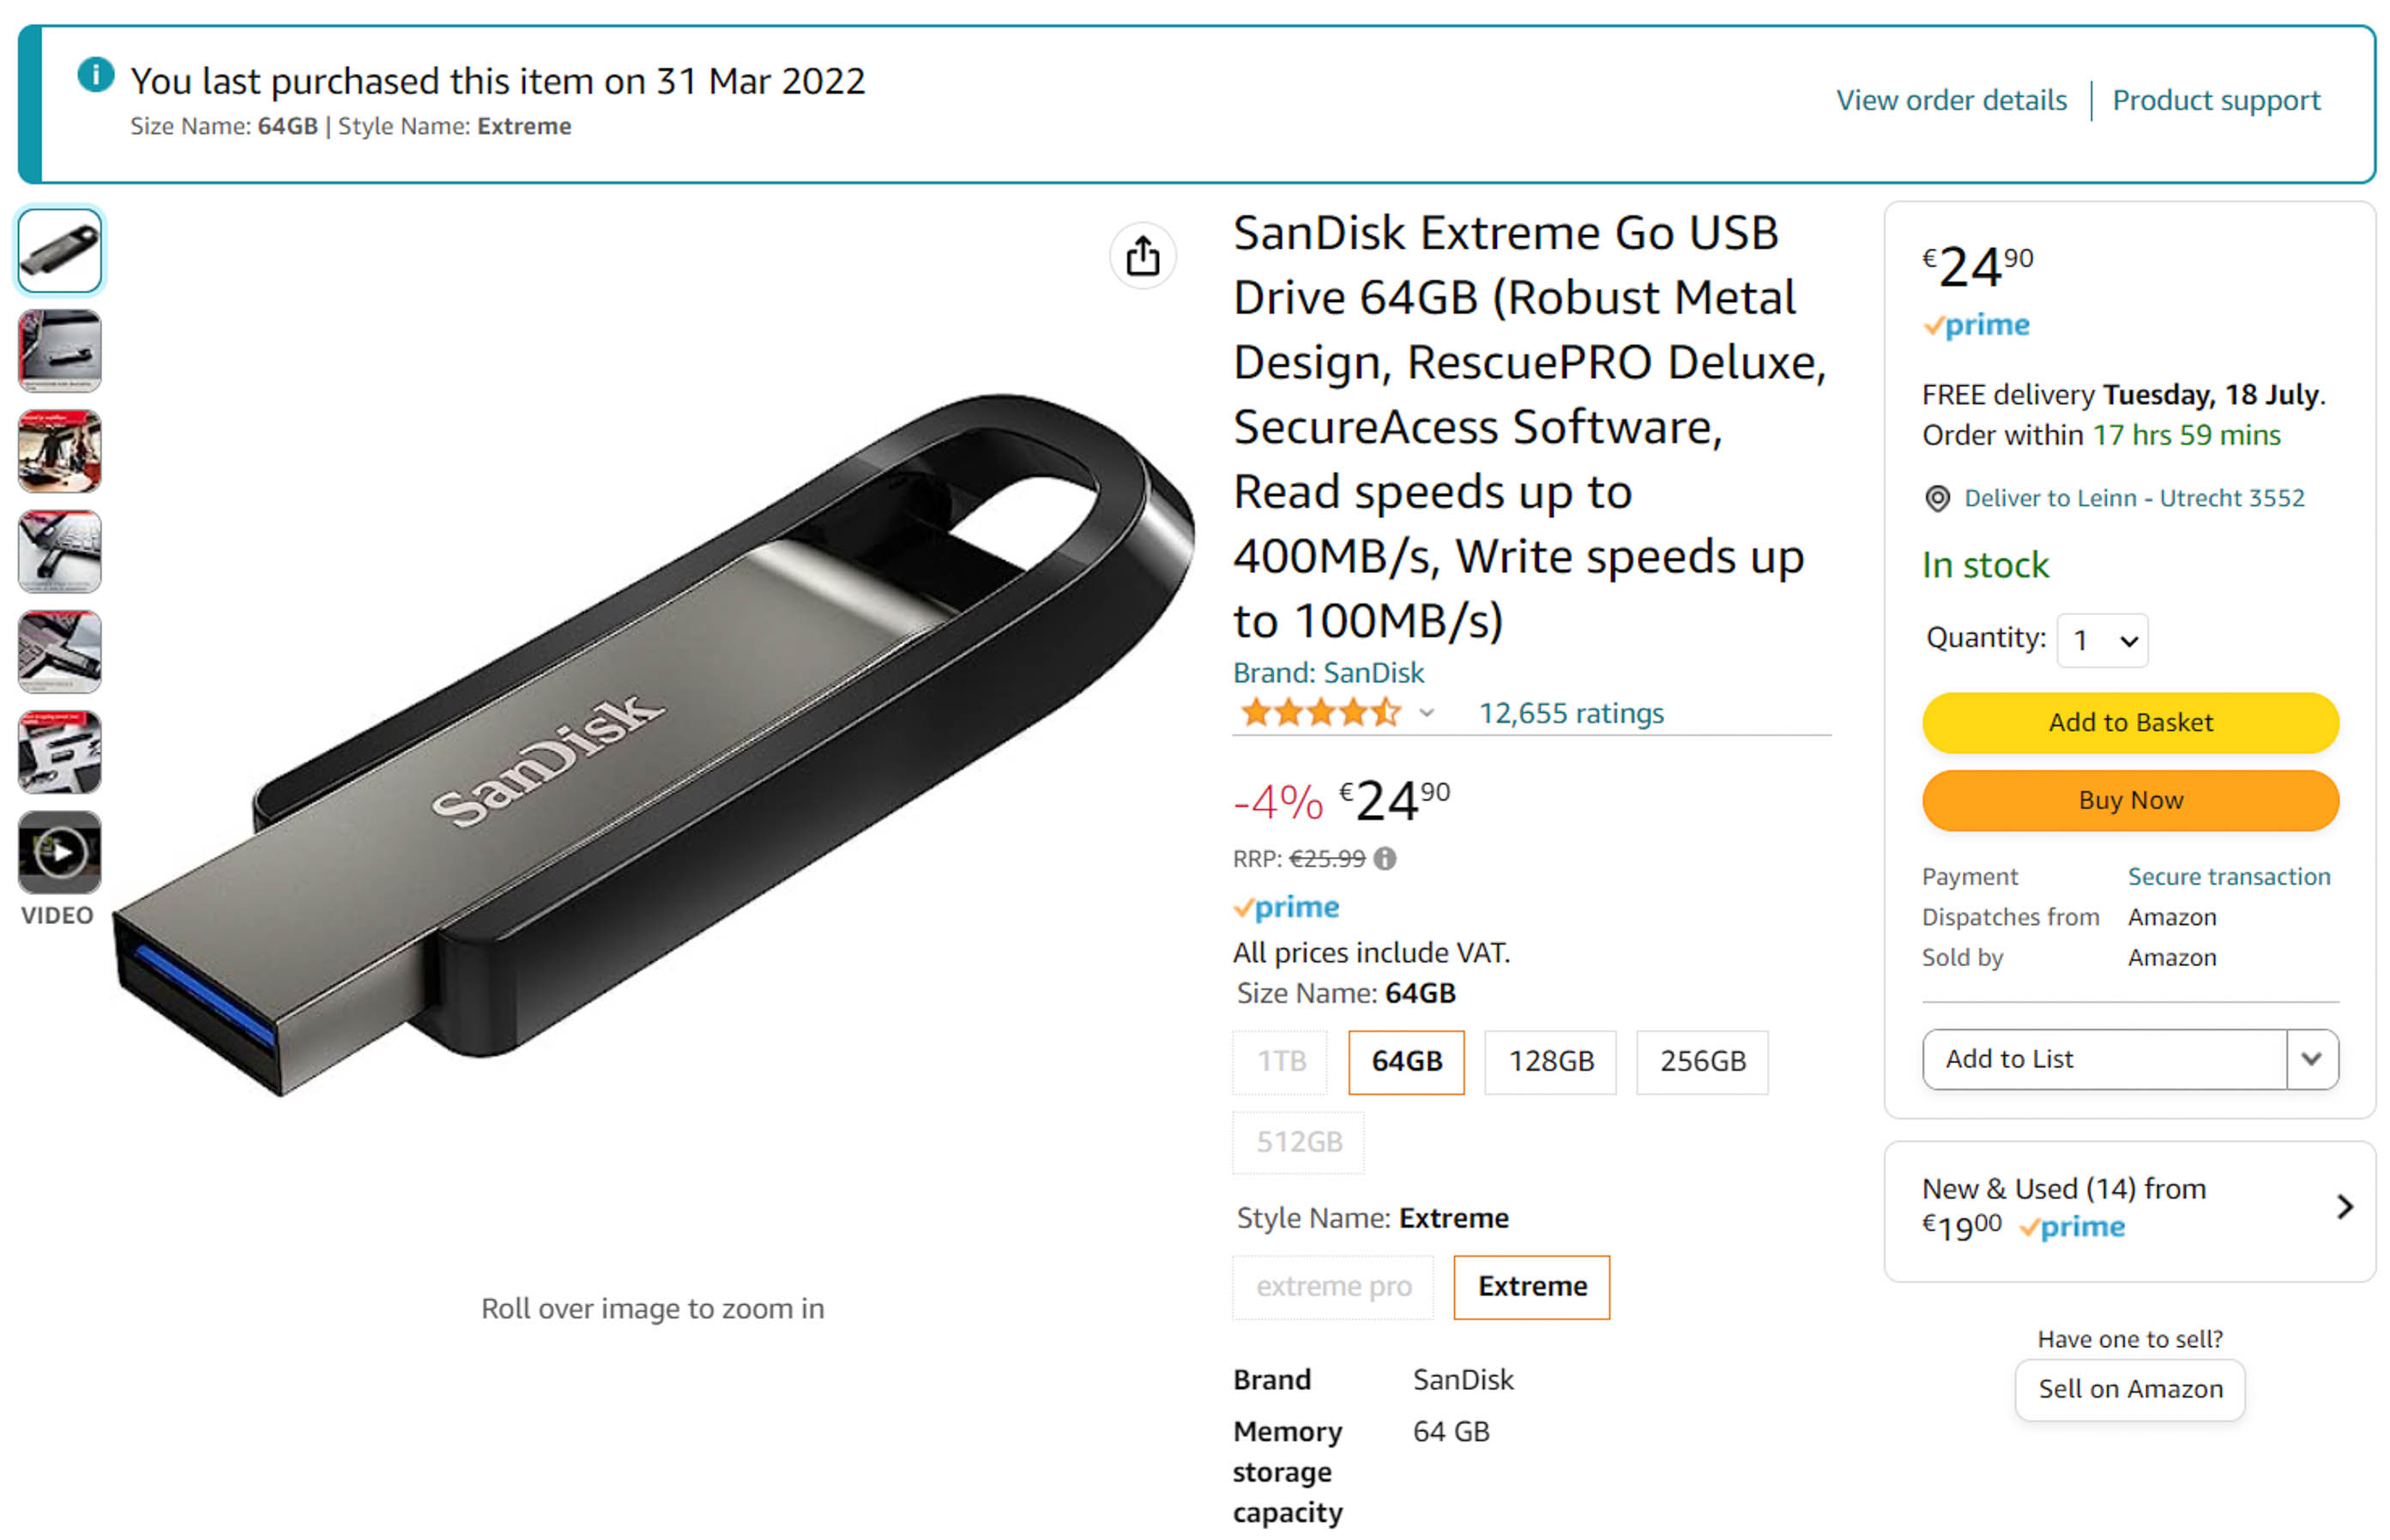 You last purchased this item on 31 Mar 2022
Size Name: 64GB | Style Name: Extreme
View order details
Product support
VIDEO
SanDisk
Roll over image to zoom in
SanDisk Extreme Go USB
Drive 64GB (Robust Metal
Design, RescuePRO Deluxe,
SecureAcess Software,
Read speeds up to
400MB/s, Write speeds up
to 100MB/s)
Brand: SanDisk
12,655 ratings
-4% €24⁹⁰
RRP: €25.99
prime
All prices include VAT.
Size Name: 64GB
1TB 64GB 128GB 256GB
512GB
Style Name: Extreme
extreme pro Extreme
Brand SanDisk
Memory 64 GB
storage
capacity
€24⁹⁰
prime
FREE delivery Tuesday, 18 July.
Order within 17 hrs 59 mins
Deliver to Leinn - Utrecht 3552
In stock
Quantity: 1
Add to Basket
Buy Now
Payment Secure transaction
Dispatches from Amazon
Sold by Amazon
Add to List
New & Used (14) from
€19⁰⁰ prime
Have one to sell?
Sell on Amazon